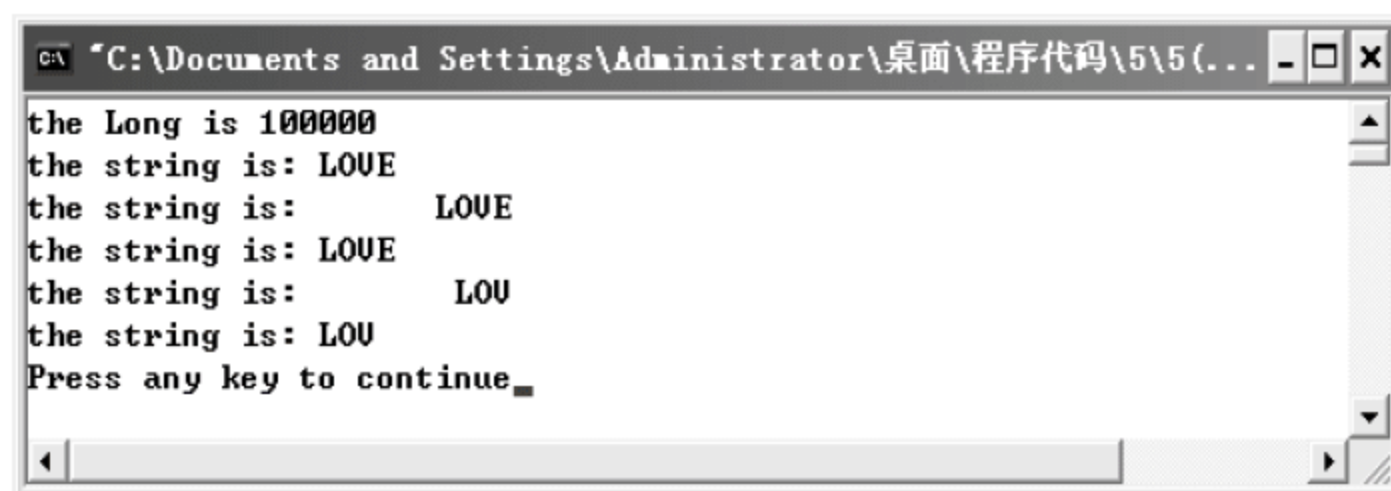 "C:\Documents and Settings\Administrator\桌面\程序代码\5\5(...
the Long is 100000
the string is: LOVE
the string is:       LOVE
the string is: LOVE
the string is:        LOV
the string is: LOV
Press any key to continue_